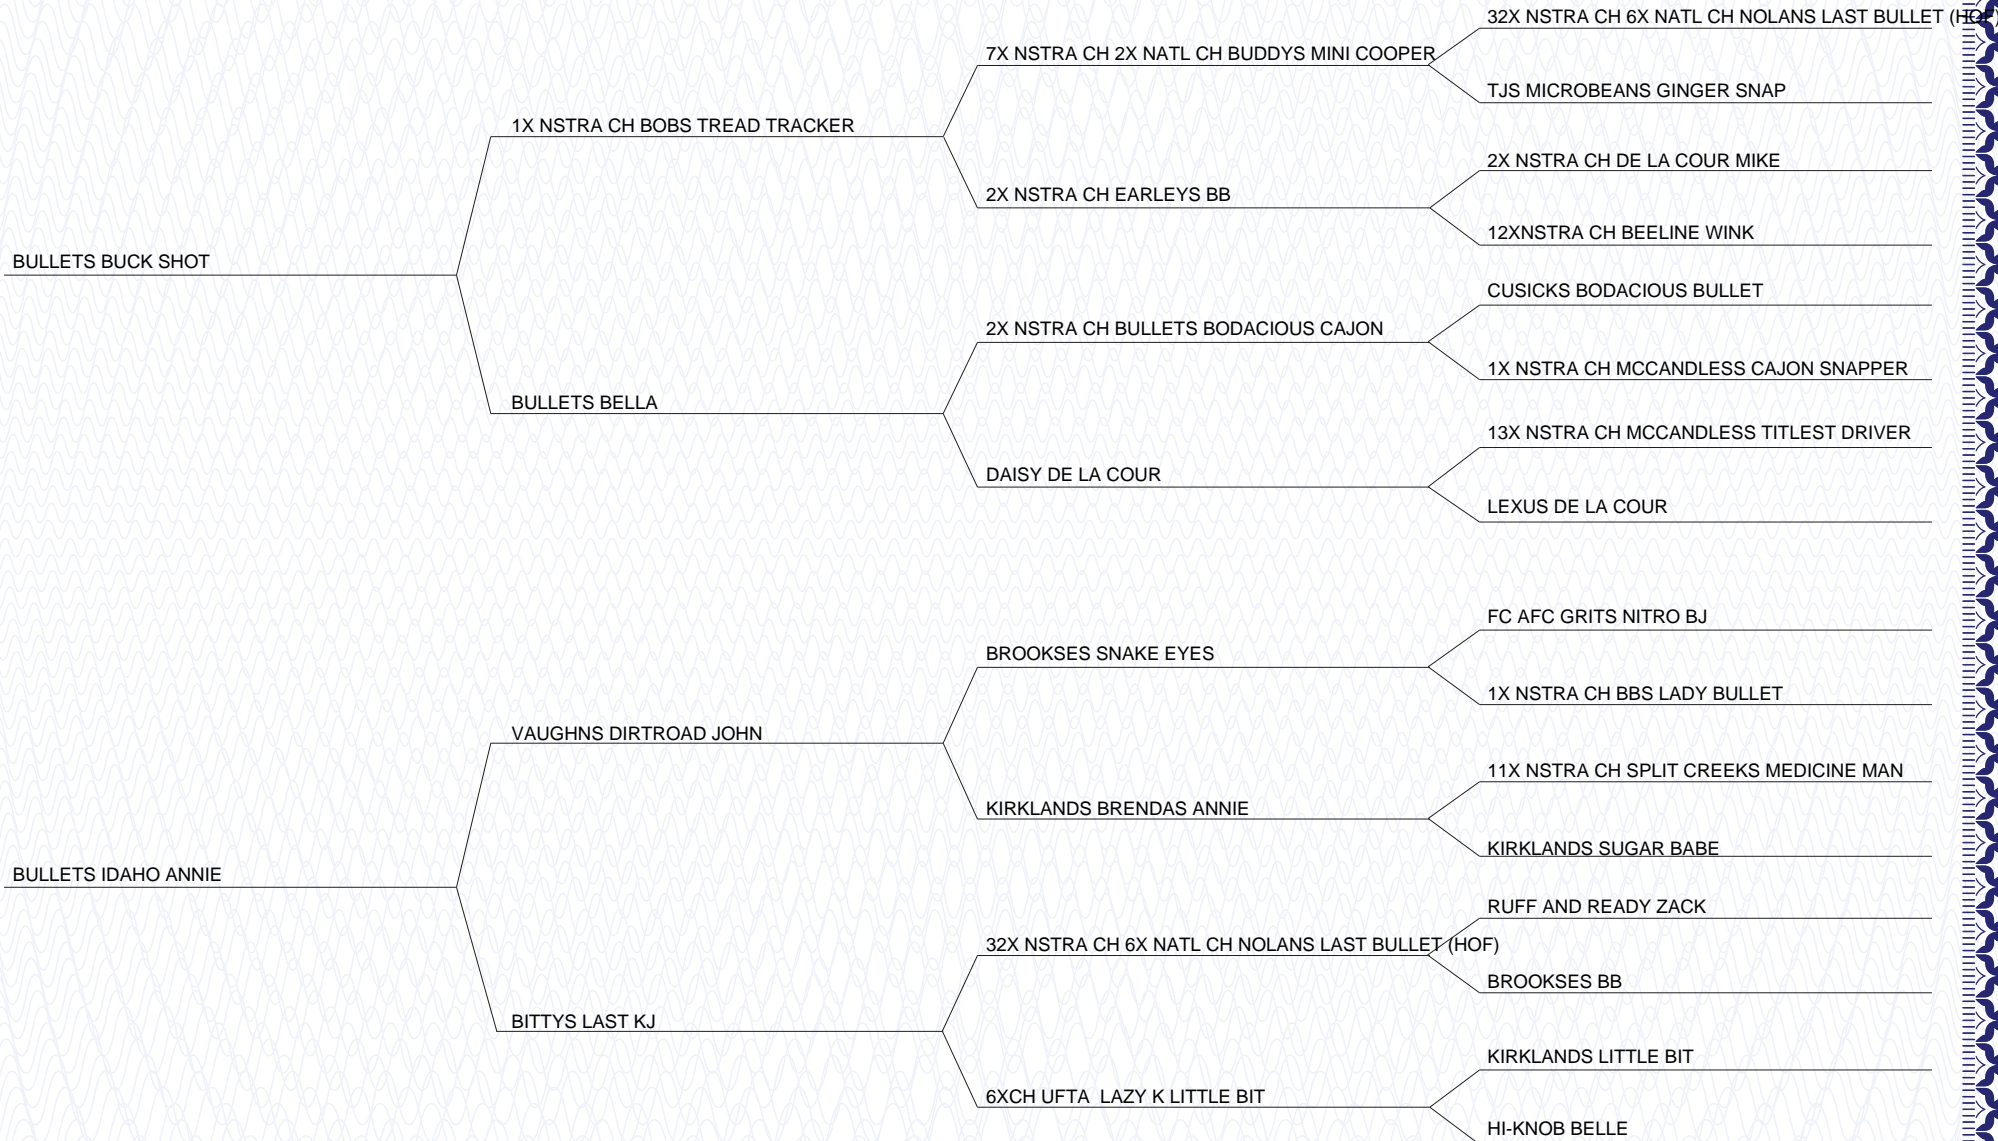 32X NSTRA CH 6X NATL CH NOLANS LAST BULLET (HOF)
7X NSTRA CH 2X NATL CH BUDDYS MINI COOPER
TJS MICROBEANS GINGER SNAP
1X NSTRA CH BOBS TREAD TRACKER
2X NSTRA CH DE LA COUR MIKE
2X NSTRA CH EARLEYS BB
12XNSTRA CH BEELINE WINK
BULLETS BUCK SHOT
CUSICKS BODACIOUS BULLET
2X NSTRA CH BULLETS BODACIOUS CAJON
1X NSTRA CH MCCANDLESS CAJON SNAPPER
BULLETS BELLA
13X NSTRA CH MCCANDLESS TITLEST DRIVER
DAISY DE LA COUR
LEXUS DE LA COUR
FC AFC GRITS NITRO BJ
BROOKSES SNAKE EYES
1X NSTRA CH BBS LADY BULLET
VAUGHNS DIRTROAD JOHN
11X NSTRA CH SPLIT CREEKS MEDICINE MAN
KIRKLANDS BRENDAS ANNIE
KIRKLANDS SUGAR BABE
BULLETS IDAHO ANNIE
RUFF AND READY ZACK
32X NSTRA CH 6X NATL CH NOLANS LAST BULLET (HOF)
BROOKSES BB
BITTYS LAST KJ
KIRKLANDS LITTLE BIT
6XCH UFTA  LAZY K LITTLE BIT
HI-KNOB BELLE